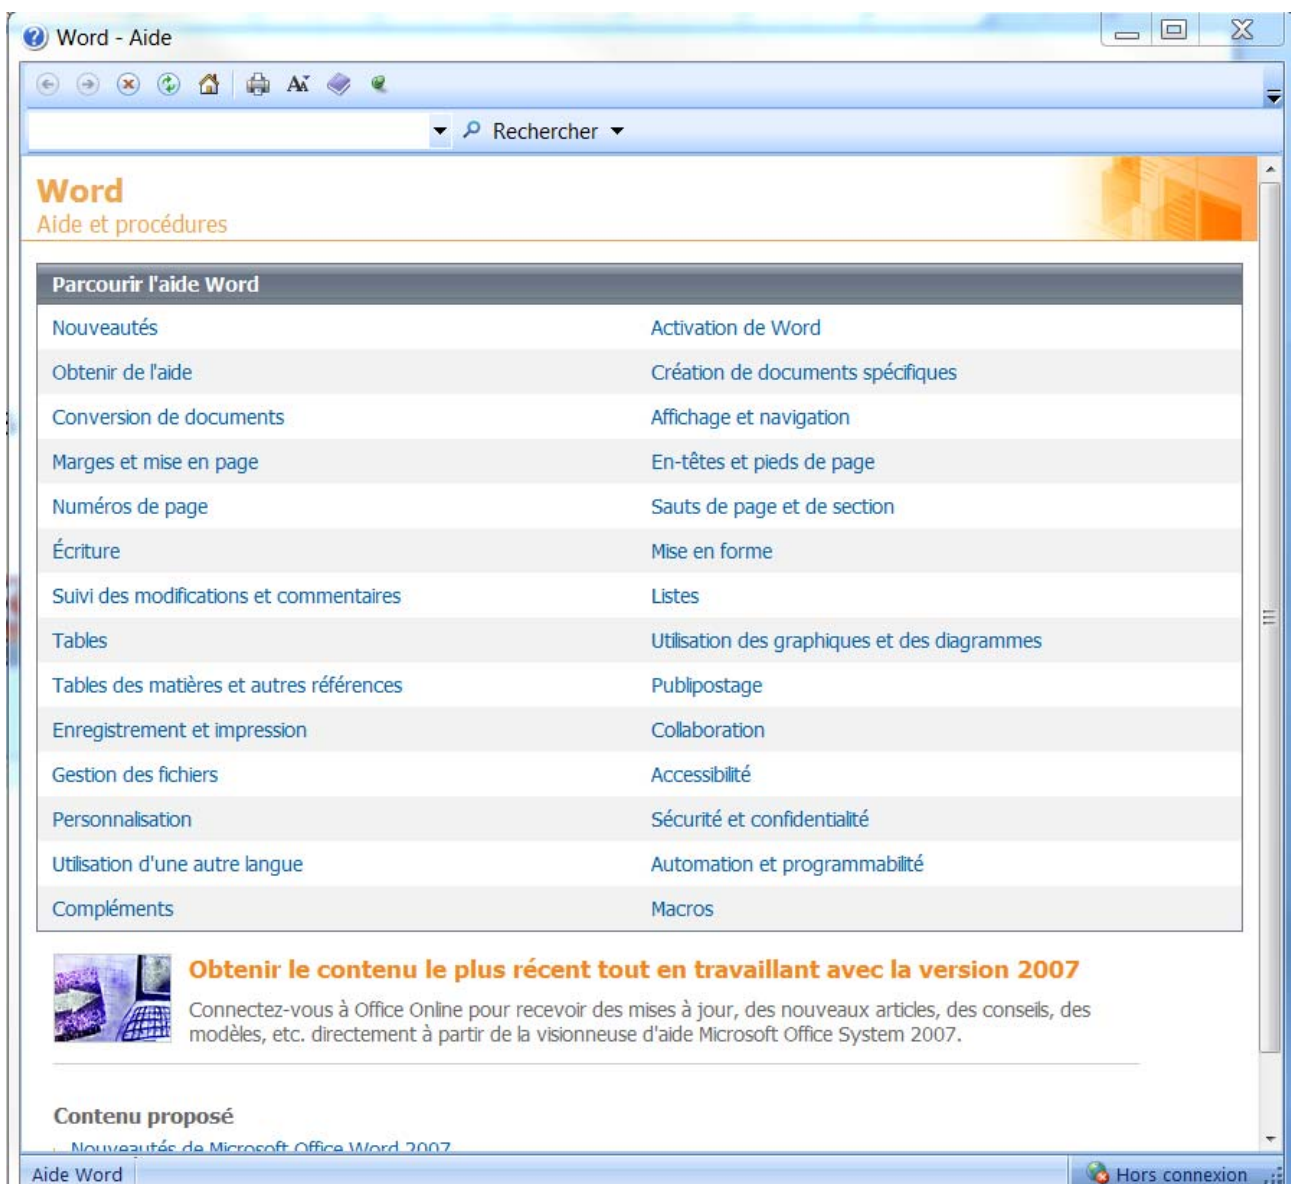 Word - Aide
Rechercher
Word
Aide et procédures
Parcourir l'aide Word
Nouveautés Activation de Word
Obtenir de l'aide Création de documents spécifiques
Conversion de documents Affichage et navigation
Marges et mise en page En-têtes et pieds de page
Numéros de page Sauts de page et de section
Écriture Mise en forme
Suivi des modifications et commentaires Listes
Tables Utilisation des graphiques et des diagrammes
Tables des matières et autres références Publipostage
Enregistrement et impression Collaboration
Gestion des fichiers Accessibilité
Personnalisation Sécurité et confidentialité
Utilisation d'une autre langue Automation et programmabilité
Compléments Macros
Obtenir le contenu le plus récent tout en travaillant avec la version 2007
Connectez-vous à Office Online pour recevoir des mises à jour, des nouveaux articles, des conseils, des
modèles, etc. directement à partir de la visionneuse d'aide Microsoft Office System 2007.
Contenu proposé
Nouveautés de Microsoft Office Word 2007
Aide Word Hors connexion